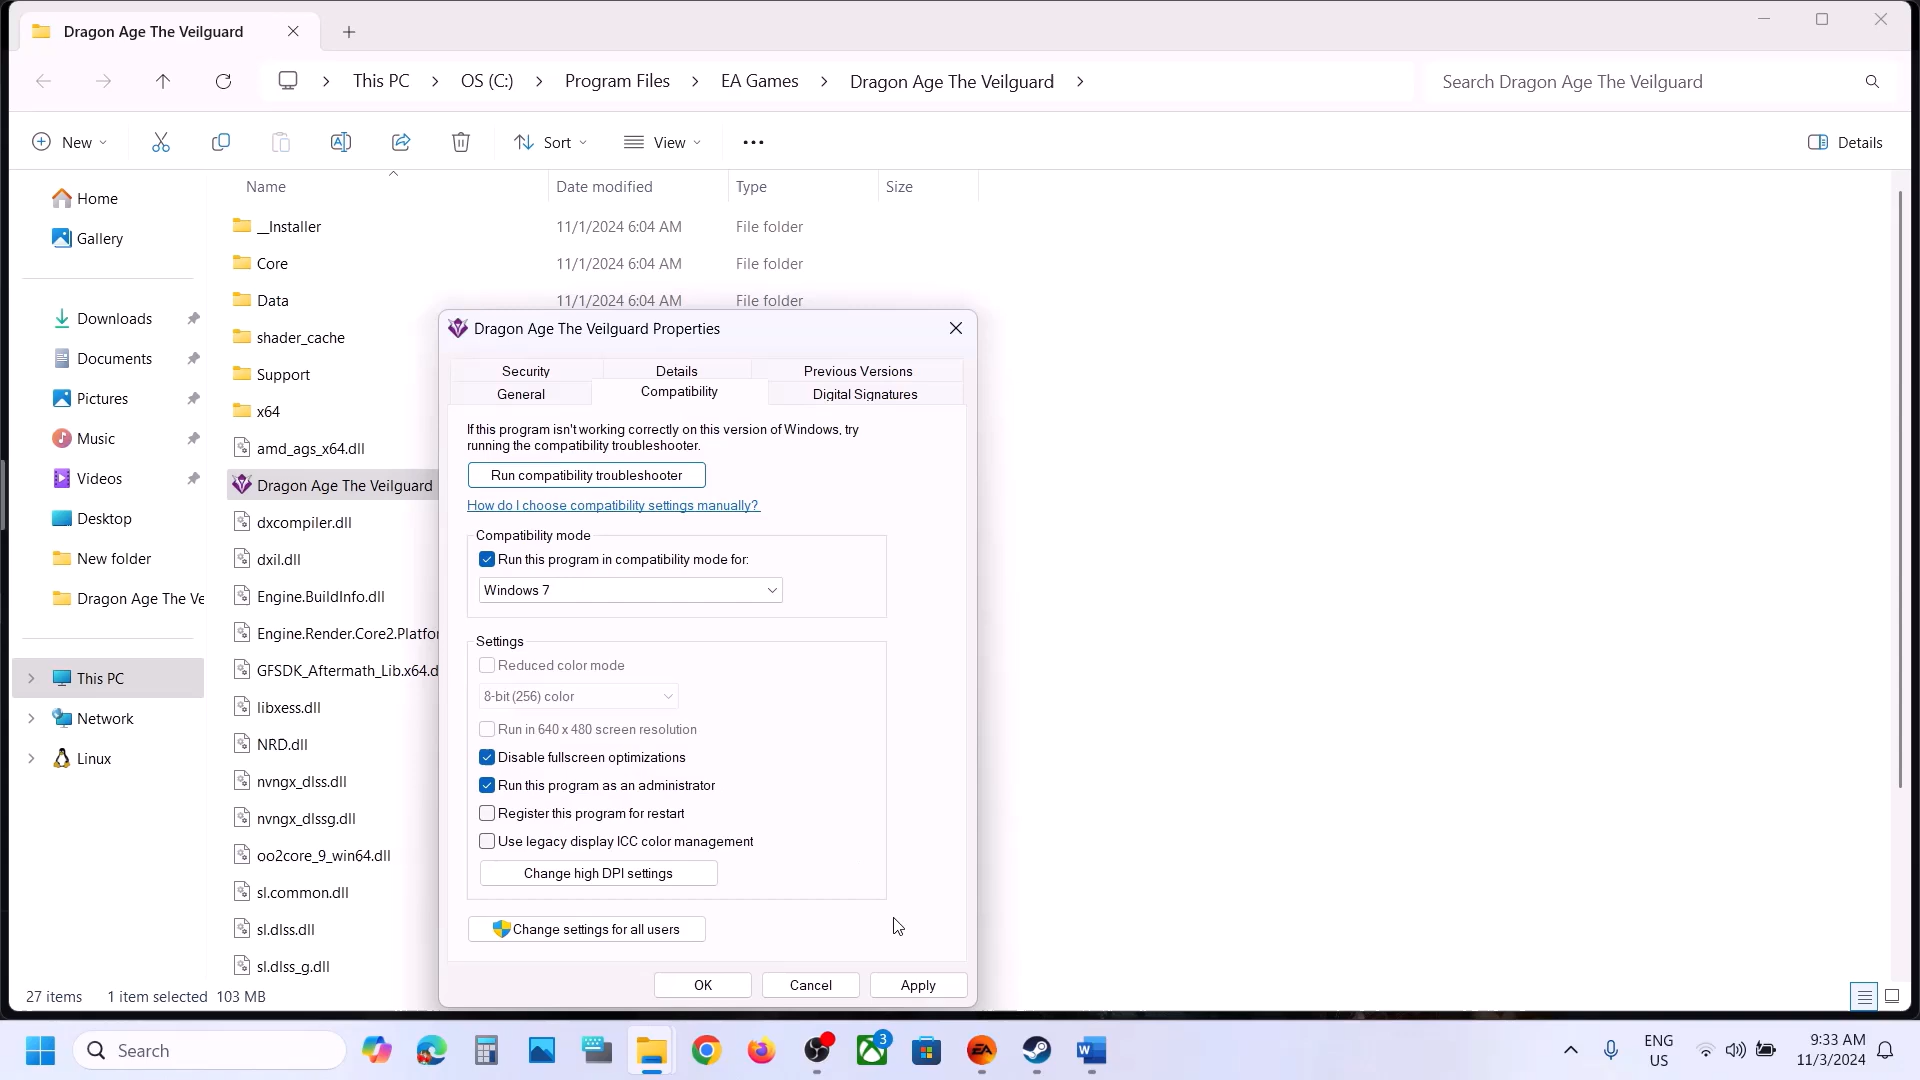 Dragon Age The Veilguard
This PC
OS (C:)
Program Files
EA Games
Dragon Age The Veilguard
Search Dragon Age The Veilguard
New
Sort
View
Details
Name
Date modified
Type
Size
Home
Gallery
Downloads
Documents
Pictures
Music
Videos
Desktop
New folder
Dragon Age The Ve
This PC
Network
Linux
__Installer 11/1/2024 6:04 AM File folder
Core 11/1/2024 6:04 AM File folder
Data 11/1/2024 6:04 AM File folder
shader_cache
Support
x64
amd_ags_x64.dll
Dragon Age The Veilguard
dxcompiler.dll
dxil.dll
Engine.BuildInfo.dll
Engine.Render.Core2.Platfor
GFSDK_Aftermath_Lib.x64.d
libxess.dll
NRD.dll
nvngx_dlss.dll
nvngx_dlssg.dll
oo2core_9_win64.dll
sl.common.dll
sl.dlss.dll
sl.dlss_g.dll
Dragon Age The Veilguard Properties
Security
Details
Previous Versions
General
Compatibility
Digital Signatures
If this program isn't working correctly on this version of Windows, try
running the compatibility troubleshooter.
Run compatibility troubleshooter
How do I choose compatibility settings manually?
Compatibility mode
Run this program in compatibility mode for:
Windows 7
Settings
Reduced color mode
8-bit (256) color
Run in 640 x 480 screen resolution
Disable fullscreen optimizations
Run this program as an administrator
Register this program for restart
Use legacy display ICC color management
Change high DPI settings
Change settings for all users
OK
Cancel
Apply
27 items
1 item selected 103 MB
Search
3
EA
ENG
US
9:33 AM
11/3/2024